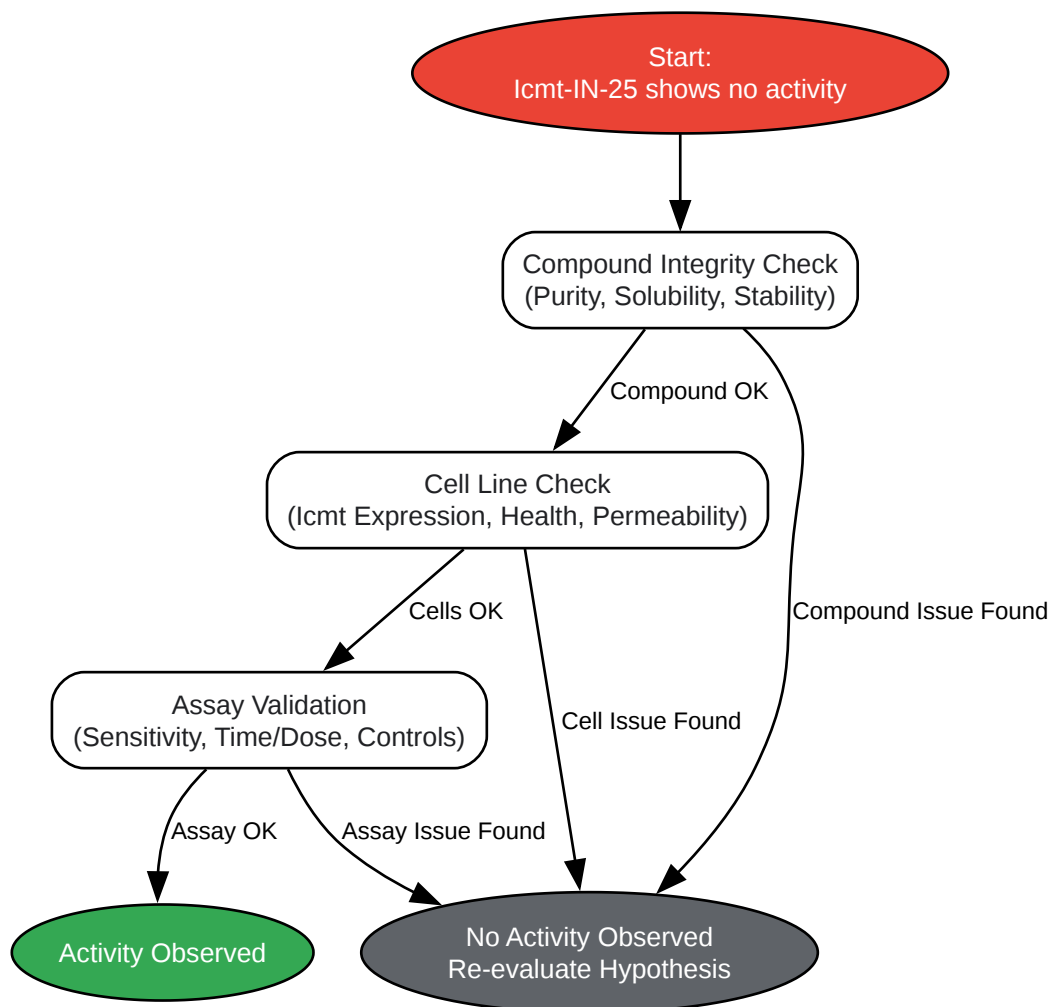 Start:
Icmt-IN-25 shows no activity
Compound Integrity Check
(Purity, Solubility, Stability)
Compound OK
Cell Line Check
(Icmt Expression, Health, Permeability)
Cells OK
Compound Issue Found
Assay Validation
(Sensitivity, Time/Dose, Controls)
Cell Issue Found
Assay OK
Assay Issue Found
Activity Observed
No Activity Observed
Re-evaluate Hypothesis